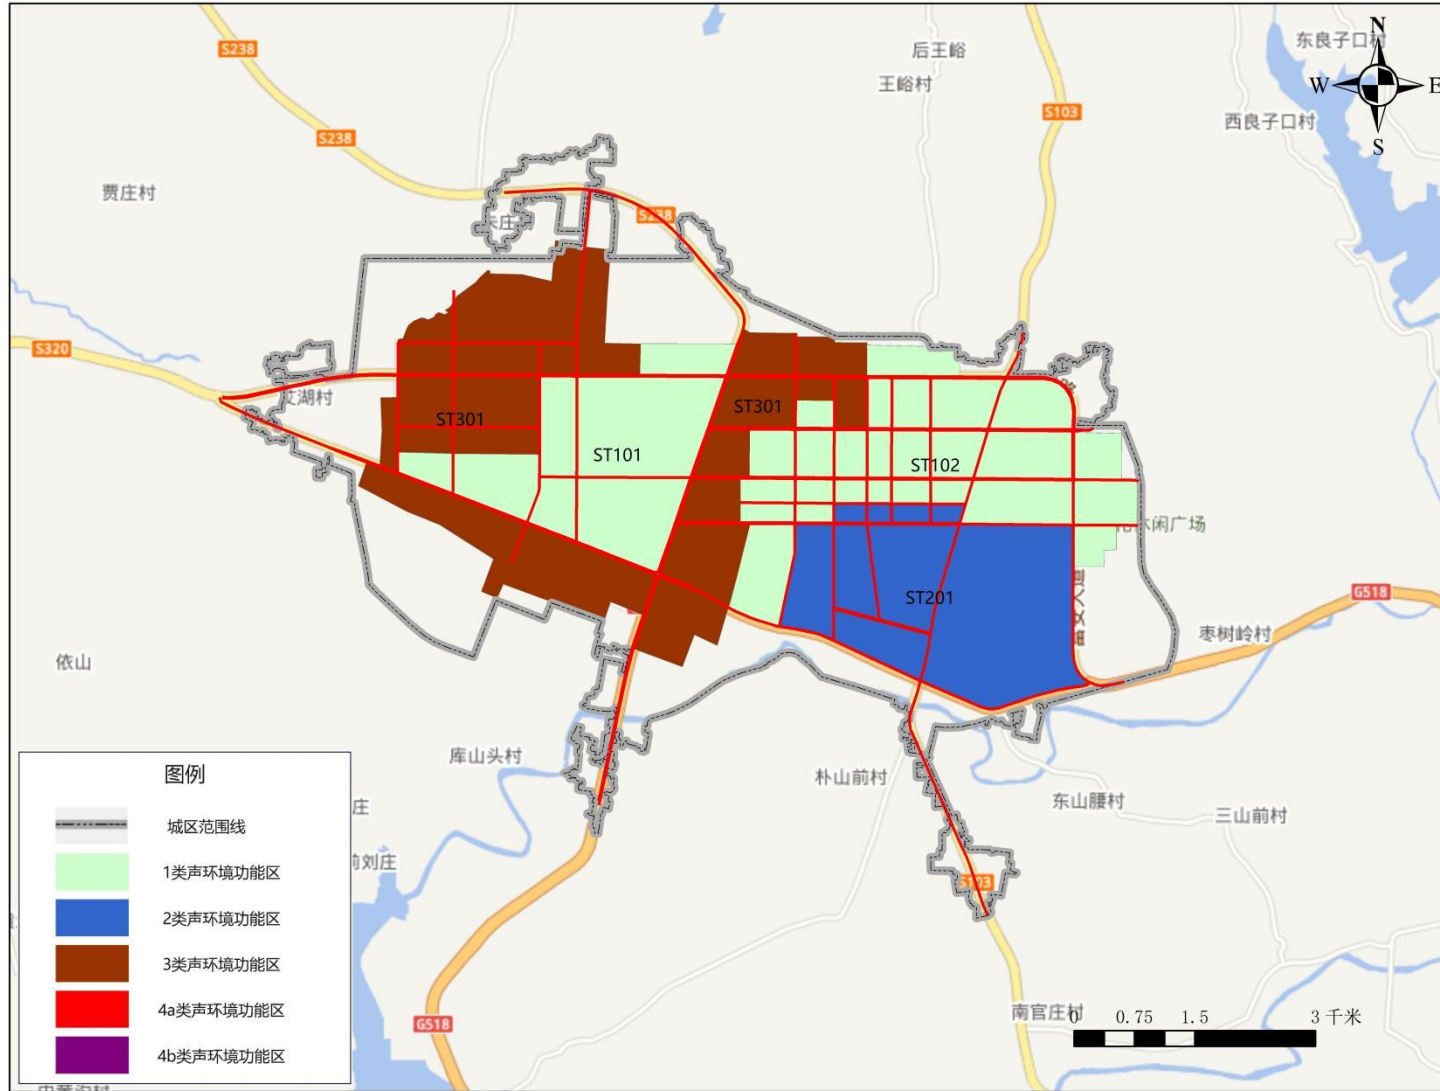 N
W
E
S
S238
S238
S238
S103
S320
后王峪
王峪村
东良子口村
西良子口村
贾庄村
艾湖村
ST301
ST101
ST301
ST102
ST201
休闲广场
G518
枣树岭村
依山
库山头村
朴山前村
东山腰村
三山前村
S103
南官庄村
G518
庄
前刘庄
图例
城区范围线
1类声环境功能区
2类声环境功能区
3类声环境功能区
4a类声环境功能区
4b类声环境功能区
0 0.75 1.5 3 千米